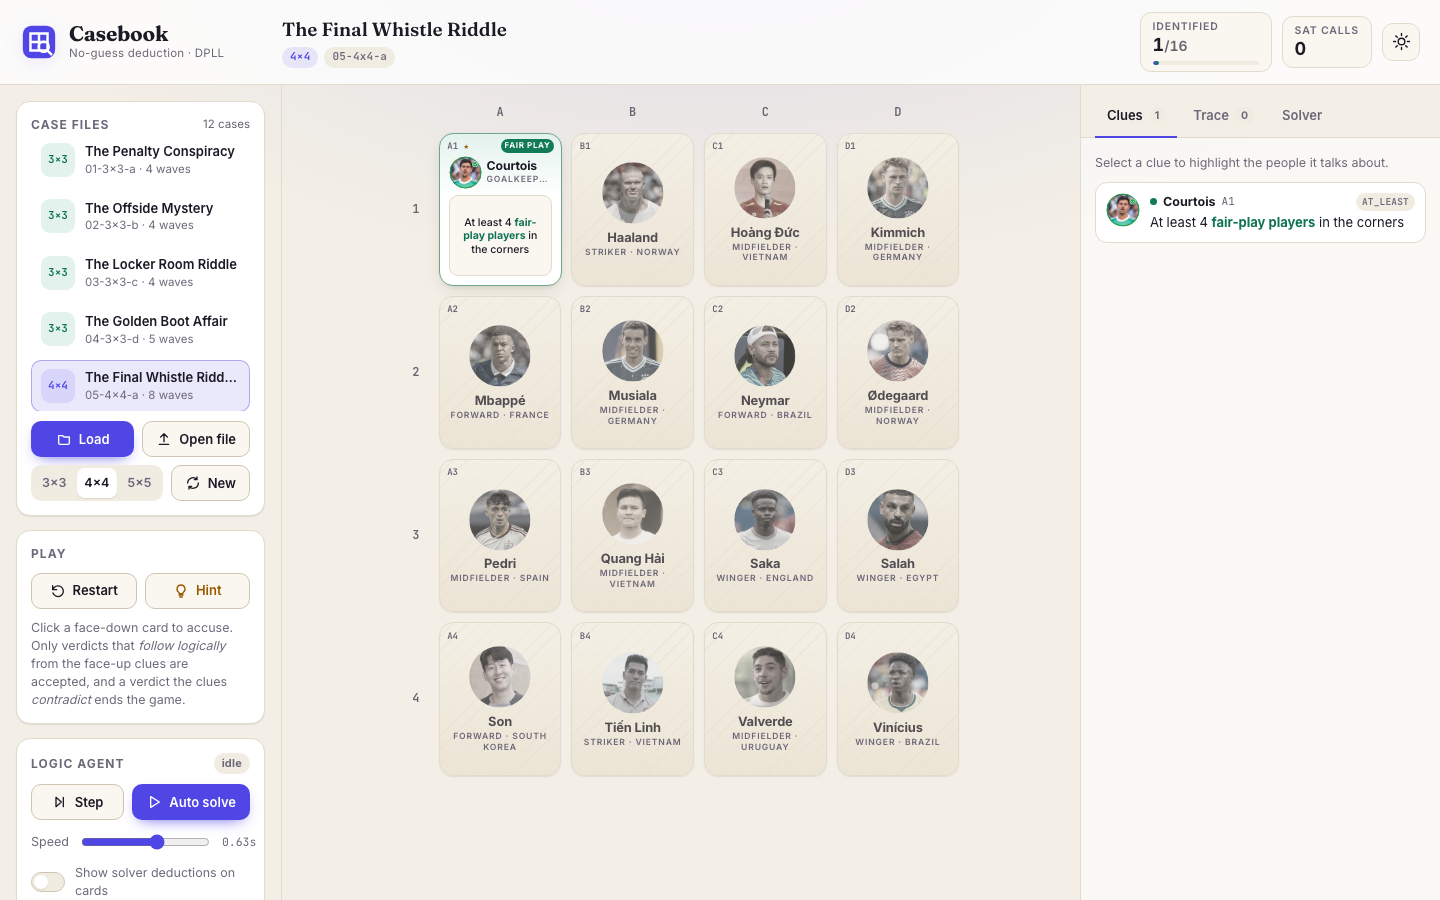 Casebook
No-guess deduction · DPLL
The Final Whistle Riddle
4×4 05-4x4-a
IDENTIFIED
1/16
SAT CALLS
0
CASE FILES
12 cases
3×3
The Penalty Conspiracy
01-3×3-a · 4 waves
3×3
The Offside Mystery
02-3×3-b · 4 waves
3×3
The Locker Room Riddle
03-3×3-c · 4 waves
3×3
The Golden Boot Affair
04-3×3-d · 5 waves
4×4
The Final Whistle Ridd…
05-4×4-a · 8 waves
Load
Open file
3×3 4×4 5×5
New
PLAY
Restart
Hint
Click a face-down card to accuse.
Only verdicts that follow logically
from the face-up clues are
accepted, and a verdict the clues
contradict ends the game.
LOGIC AGENT
idle
Step
Auto solve
Speed
0.63s
Show solver deductions on
cards
A B C D
1
A1 ★ FAIR PLAY
Courtois
GOALKEEP…
At least 4 fair-
play players in
the corners
B1
Haaland
STRIKER · NORWAY
C1
Hoàng Đức
MIDFIELDER ·
VIETNAM
D1
Kimmich
MIDFIELDER ·
GERMANY
2
A2
Mbappé
FORWARD · FRANCE
B2
Musiala
MIDFIELDER ·
GERMANY
C2
Neymar
FORWARD · BRAZIL
D2
Ødegaard
MIDFIELDER ·
NORWAY
3
A3
Pedri
MIDFIELDER · SPAIN
B3
Quang Hải
MIDFIELDER ·
VIETNAM
C3
Saka
WINGER · ENGLAND
D3
Salah
WINGER · EGYPT
4
A4
Son
FORWARD · SOUTH
KOREA
B4
Tiến Linh
STRIKER · VIETNAM
C4
Valverde
MIDFIELDER ·
URUGUAY
D4
Vinícius
WINGER · BRAZIL
Clues 1
Trace 0
Solver
Select a clue to highlight the people it talks about.
Courtois A1
AT_LEAST
At least 4 fair-play players in the corners